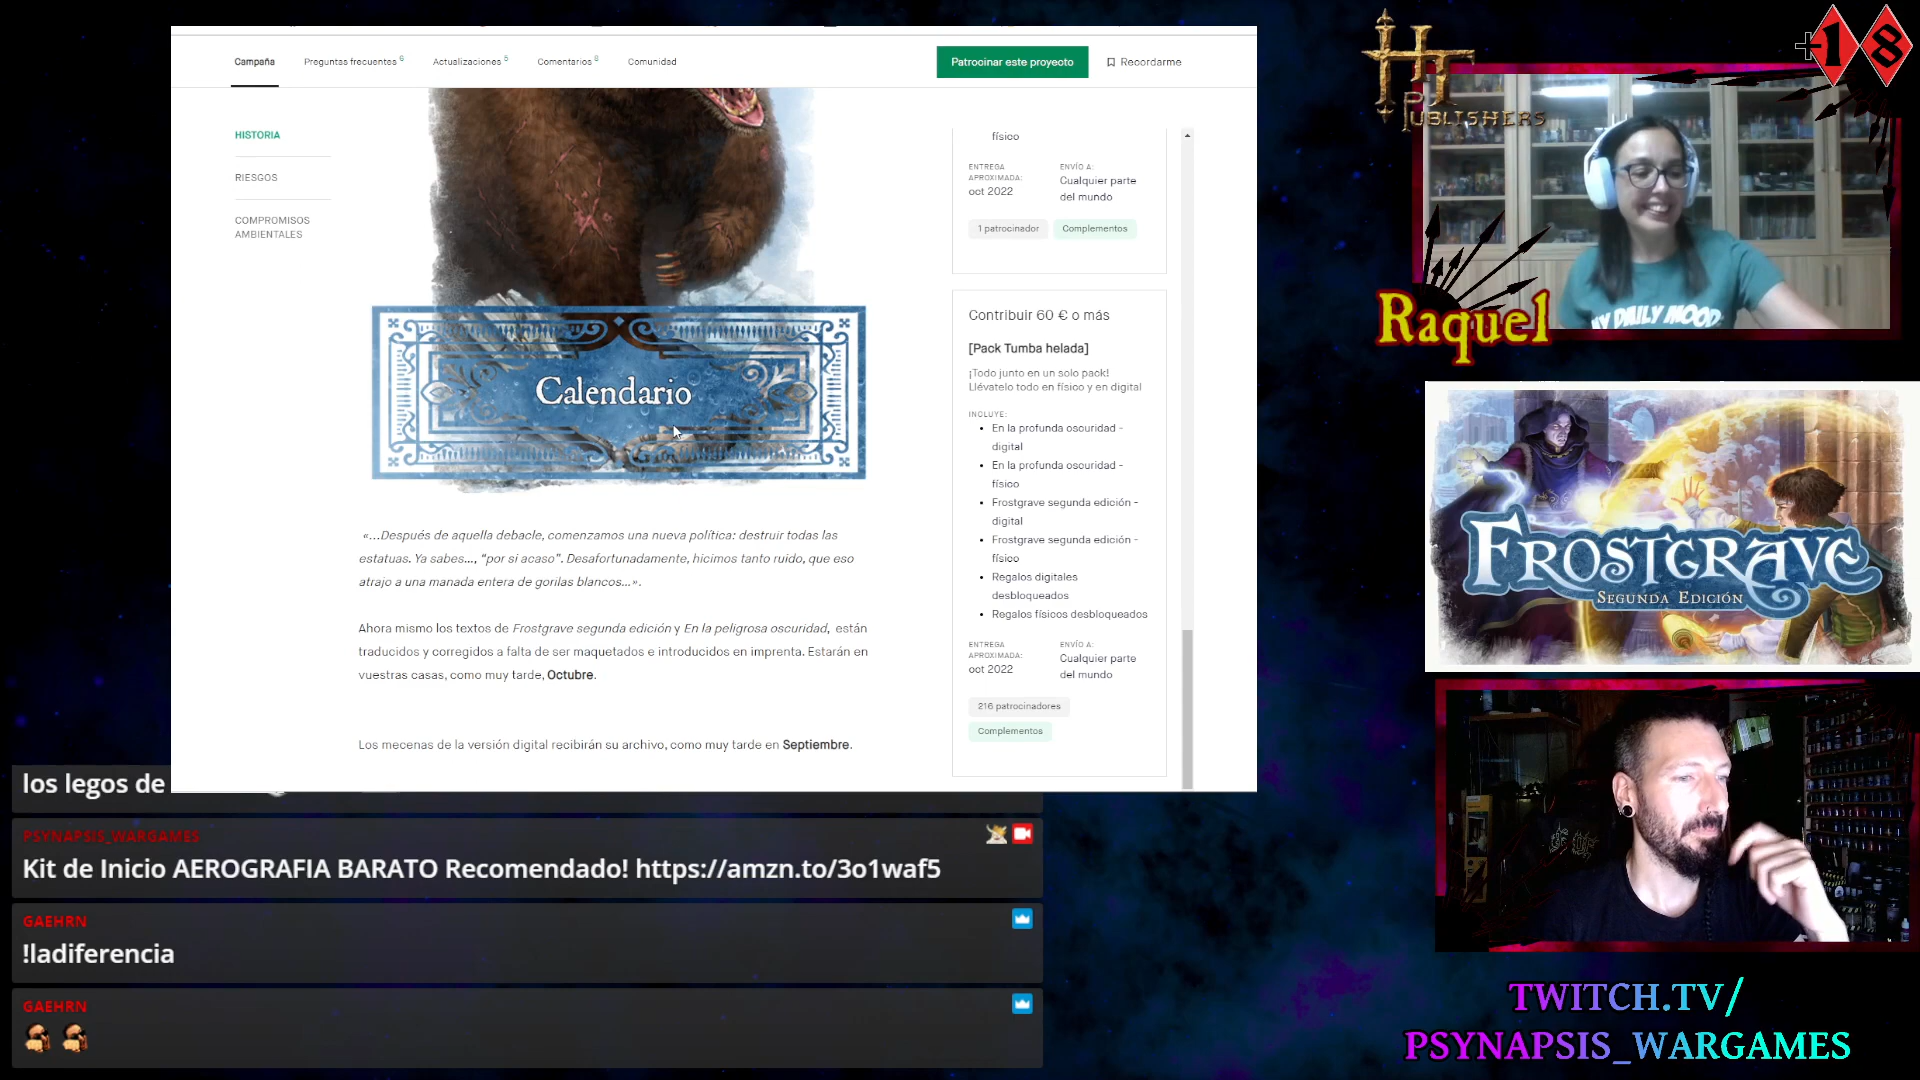 Campaña
Preguntas frecuentes 6
Actualizaciones 5
Comentarios 8
Comunidad
Patrocinar este proyecto
Recordarme
HISTORIA
RIESGOS
COMPROMISOS
AMBIENTALES
Calendario
«...Después de aquella debacle, comenzamos una nueva política: destruir todas las
estatuas. Ya sabes..., “por si acaso”. Desafortunadamente, hicimos tanto ruido, que eso
atrajo a una manada entera de gorilas blancos...».
Ahora mismo los textos de Frostgrave segunda edición y En la peligrosa oscuridad, están
traducidos y corregidos a falta de ser maquetados e introducidos en imprenta. Estarán en
vuestras casas, como muy tarde, Octubre.
Los mecenas de la versión digital recibirán su archivo, como muy tarde en Septiembre.
físico
ENTREGA
APROXIMADA:
oct 2022
ENVÍO A:
Cualquier parte
del mundo
1 patrocinador
Complementos
Contribuir 60 € o más
[Pack Tumba helada]
¡Todo junto en un solo pack!
Llévatelo todo en físico y en digital
INCLUYE:
En la profunda oscuridad -
digital
En la profunda oscuridad -
físico
Frostgrave segunda edición -
digital
Frostgrave segunda edición -
físico
Regalos digitales
desbloqueados
Regalos físicos desbloqueados
ENTREGA
APROXIMADA:
oct 2022
ENVÍO A:
Cualquier parte
del mundo
216 patrocinadores
Complementos
HT
PUBLISHERS
+18
MY DAILY MOOD
Raquel
FROSTGRAVE
SEGUNDA EDICIÓN
los legos de
PSYNAPSIS_WARGAMES
Kit de Inicio AEROGRAFIA BARATO Recomendado! https://amzn.to/3o1waf5
GAEHRN
!ladiferencia
GAEHRN
TWITCH.TV/
PSYNAPSIS_WARGAMES